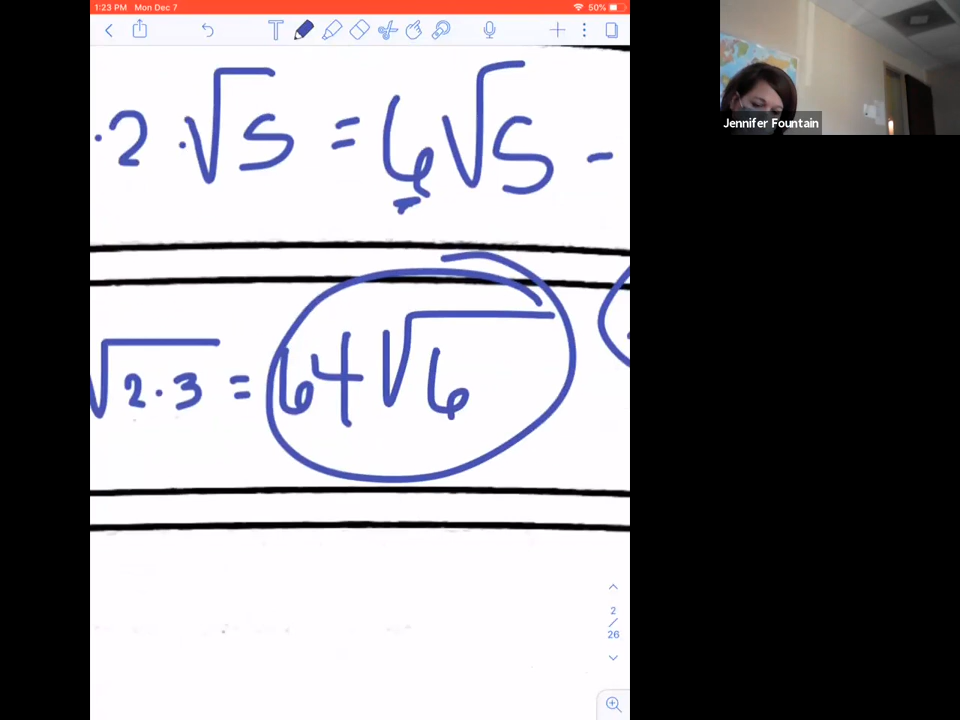 1:23 PM Mon Dec 7
50%
T
·2 ·√5 = 6√5 -
Jennifer Fountain
√2·3 = 64√6
2
/
26